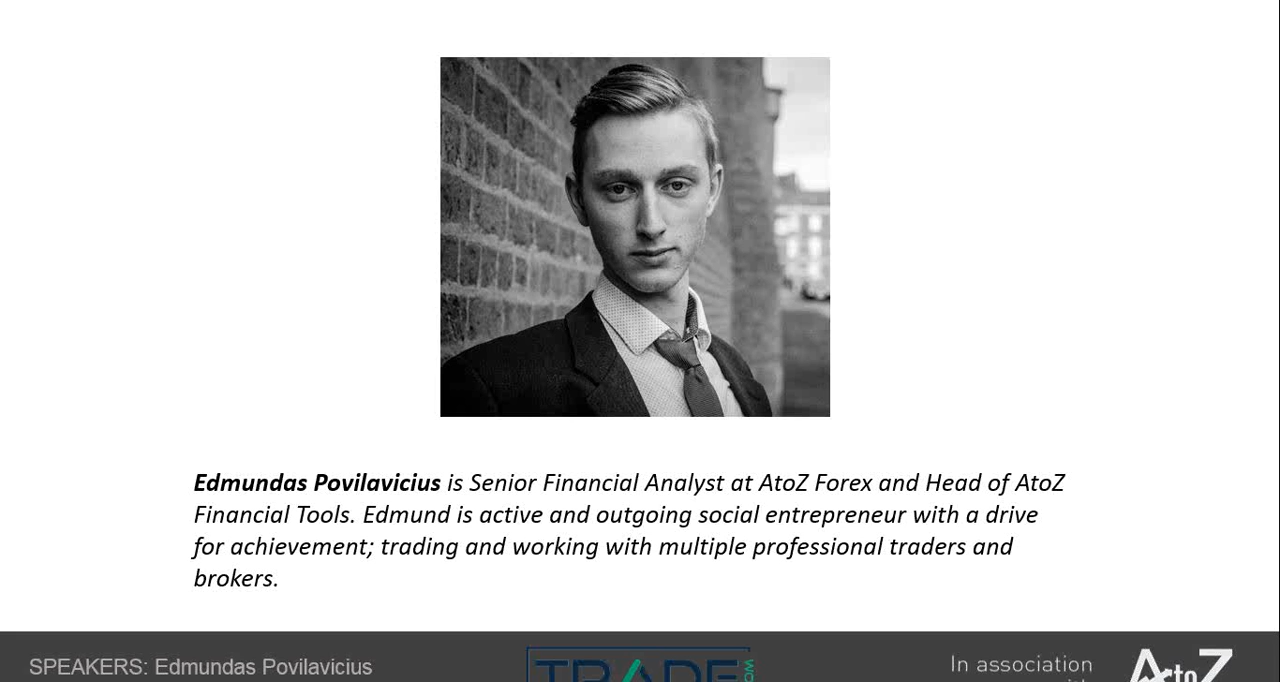 Edmundas Povilavicius is Senior Financial Analyst at AtoZ Forex and Head of AtoZ
Financial Tools. Edmund is active and outgoing social entrepreneur with a drive
for achievement; trading and working with multiple professional traders and
brokers.
SPEAKERS: Edmundas Povilavicius
TRADE
In association
AtoZ